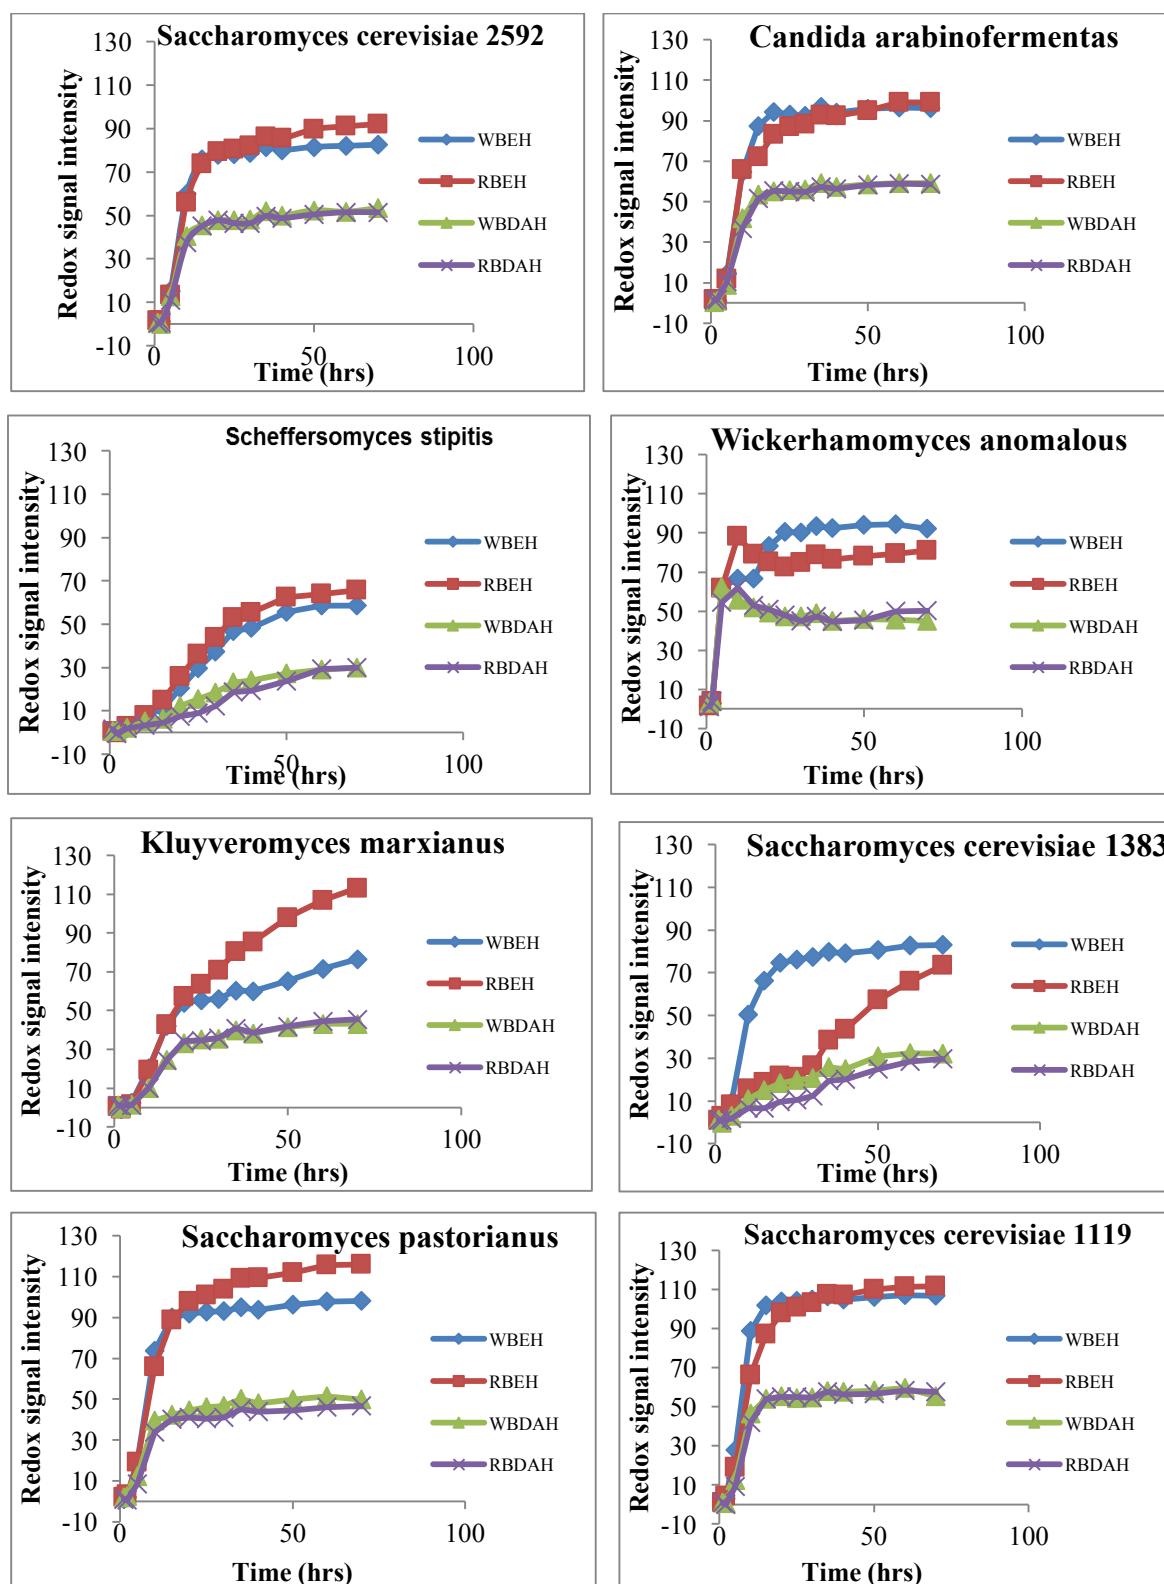 Saccharomyces cerevisiae 2592
Redox signal intensity
130
110
90
70
50
30
10
-10
0
50
100
Time (hrs)
WBEH
RBEH
WBDAH
RBDAH
Candida arabinofermentas
Redox signal intensity
130
110
90
70
50
30
10
-10
0
50
100
Time (hrs)
WBEH
RBEH
WBDAH
RBDAH
Scheffersomyces stipitis
Redox signal intensity
130
110
90
70
50
30
10
-10
0
50
100
Time (hrs)
WBEH
RBEH
WBDAH
RBDAH
Wickerhamomyces anomalous
Redox signal intensity
130
110
90
70
50
30
10
-10
0
50
100
Time (hrs)
WBEH
RBEH
WBDAH
RBDAH
Kluyveromyces marxianus
Redox signal intensity
130
110
90
70
50
30
10
-10
0
50
100
Time (hrs)
WBEH
RBEH
WBDAH
RBDAH
Saccharomyces cerevisiae 1383
Redox signal intensity
130
110
90
70
50
30
10
-10
0
50
100
Time (hrs)
WBEH
RBEH
WBDAH
RBDAH
Saccharomyces pastorianus
Redox signal intensity
130
110
90
70
50
30
10
-10
0
50
100
Time (hrs)
WBEH
RBEH
WBDAH
RBDAH
Saccharomyces cerevisiae 1119
Redox signal intensity
130
110
90
70
50
30
10
-10
0
50
100
Time (hrs)
WBEH
RBEH
WBDAH
RBDAH